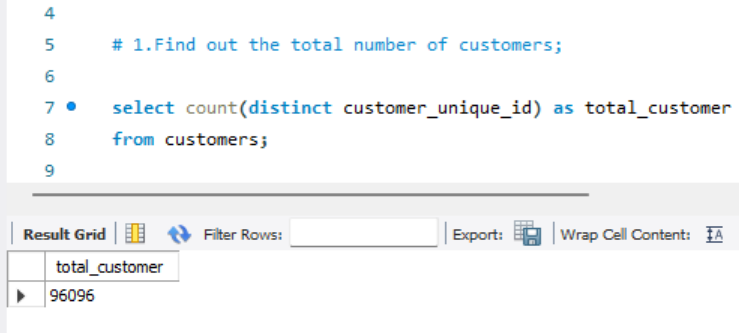 4
5 # 1.Find out the total number of customers;
6
7 select count(distinct customer_unique_id) as total_customer
8 from customers;
9
Result Grid Filter Rows: Export: Wrap Cell Content: IA
total_customer
96096